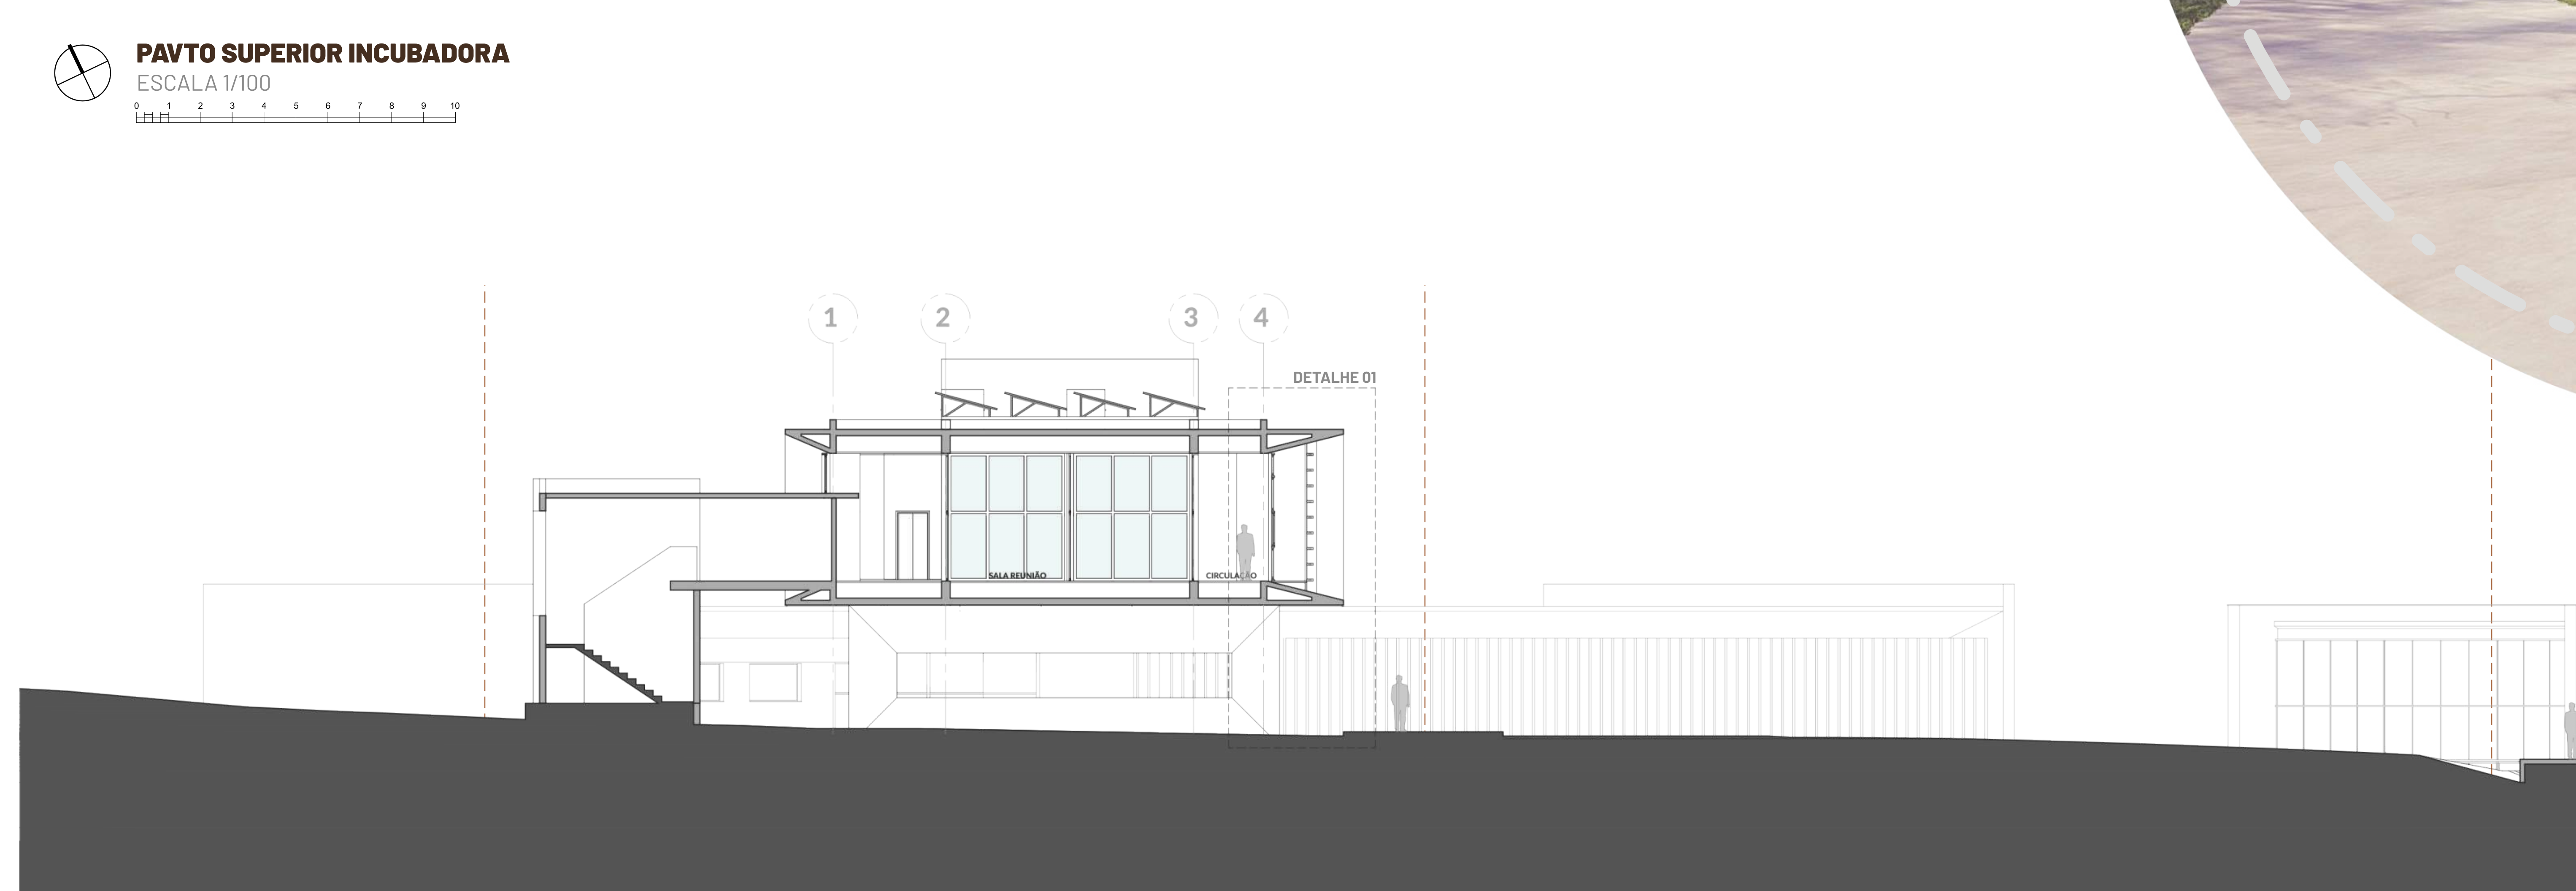 PAVTO SUPERIOR INCUBADORA
ESCALA 1/100
0 1 2 3 4 5 6 7 8 9 10
1 2 3 4
DETALHE 01
SALA REUNIÃO CIRCULAÇÃO